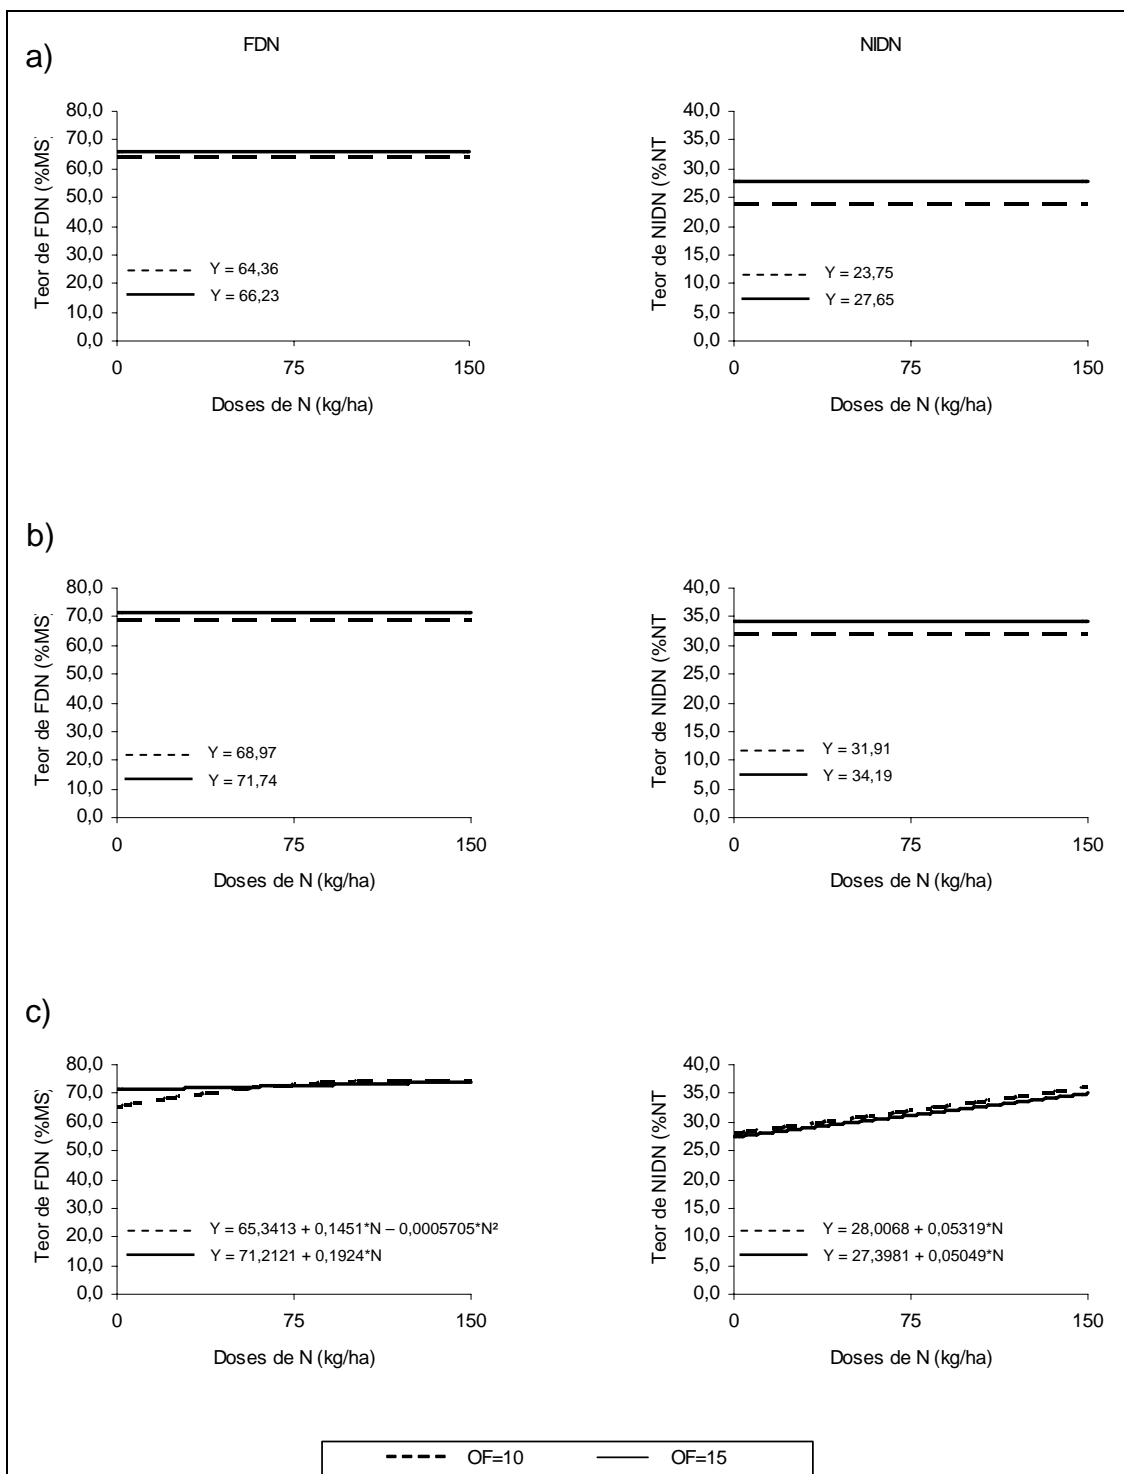 FDN
NIDN
a)
80,0
70,0
60,0
50,0
40,0
30,0
20,0
10,0
0,0
Teor de FDN (%MS)
Y = 64,36
Y = 66,23
0
75
150
Doses de N (kg/ha)
40,0
35,0
30,0
25,0
20,0
15,0
10,0
5,0
0,0
Teor de NIDN (%NT
Y = 23,75
Y = 27,65
0
75
150
Doses de N (kg/ha)
b)
80,0
70,0
60,0
50,0
40,0
30,0
20,0
10,0
0,0
Teor de FDN (%MS)
Y = 68,97
Y = 71,74
0
75
150
Doses de N (kg/ha)
40,0
35,0
30,0
25,0
20,0
15,0
10,0
5,0
0,0
Teor de NIDN (%NT
Y = 31,91
Y = 34,19
0
75
150
Doses de N (kg/ha)
c)
80,0
70,0
60,0
50,0
40,0
30,0
20,0
10,0
0,0
Teor de FDN (%MS)
Y = 65,3413 + 0,1451*N – 0,0005705*N²
Y = 71,2121 + 0,1924*N
0
75
150
Doses de N (kg/ha)
40,0
35,0
30,0
25,0
20,0
15,0
10,0
5,0
0,0
Teor de NIDN (%NT
Y = 28,0068 + 0,05319*N
Y = 27,3981 + 0,05049*N
0
75
150
Doses de N (kg/ha)
OF=10
OF=15